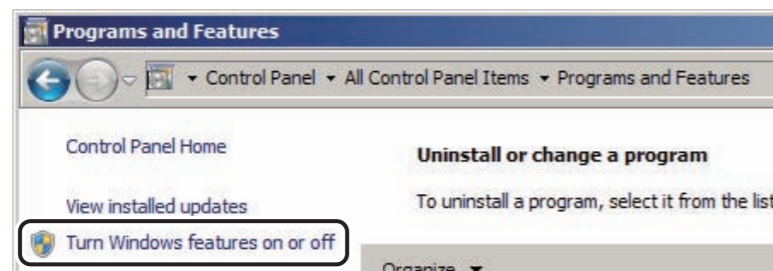 Programs and Features
Control Panel All Control Panel Items Programs and Features
Control Panel Home
Uninstall or change a program
View installed updates
To uninstall a program, select it from the list
Turn Windows features on or off
Organize